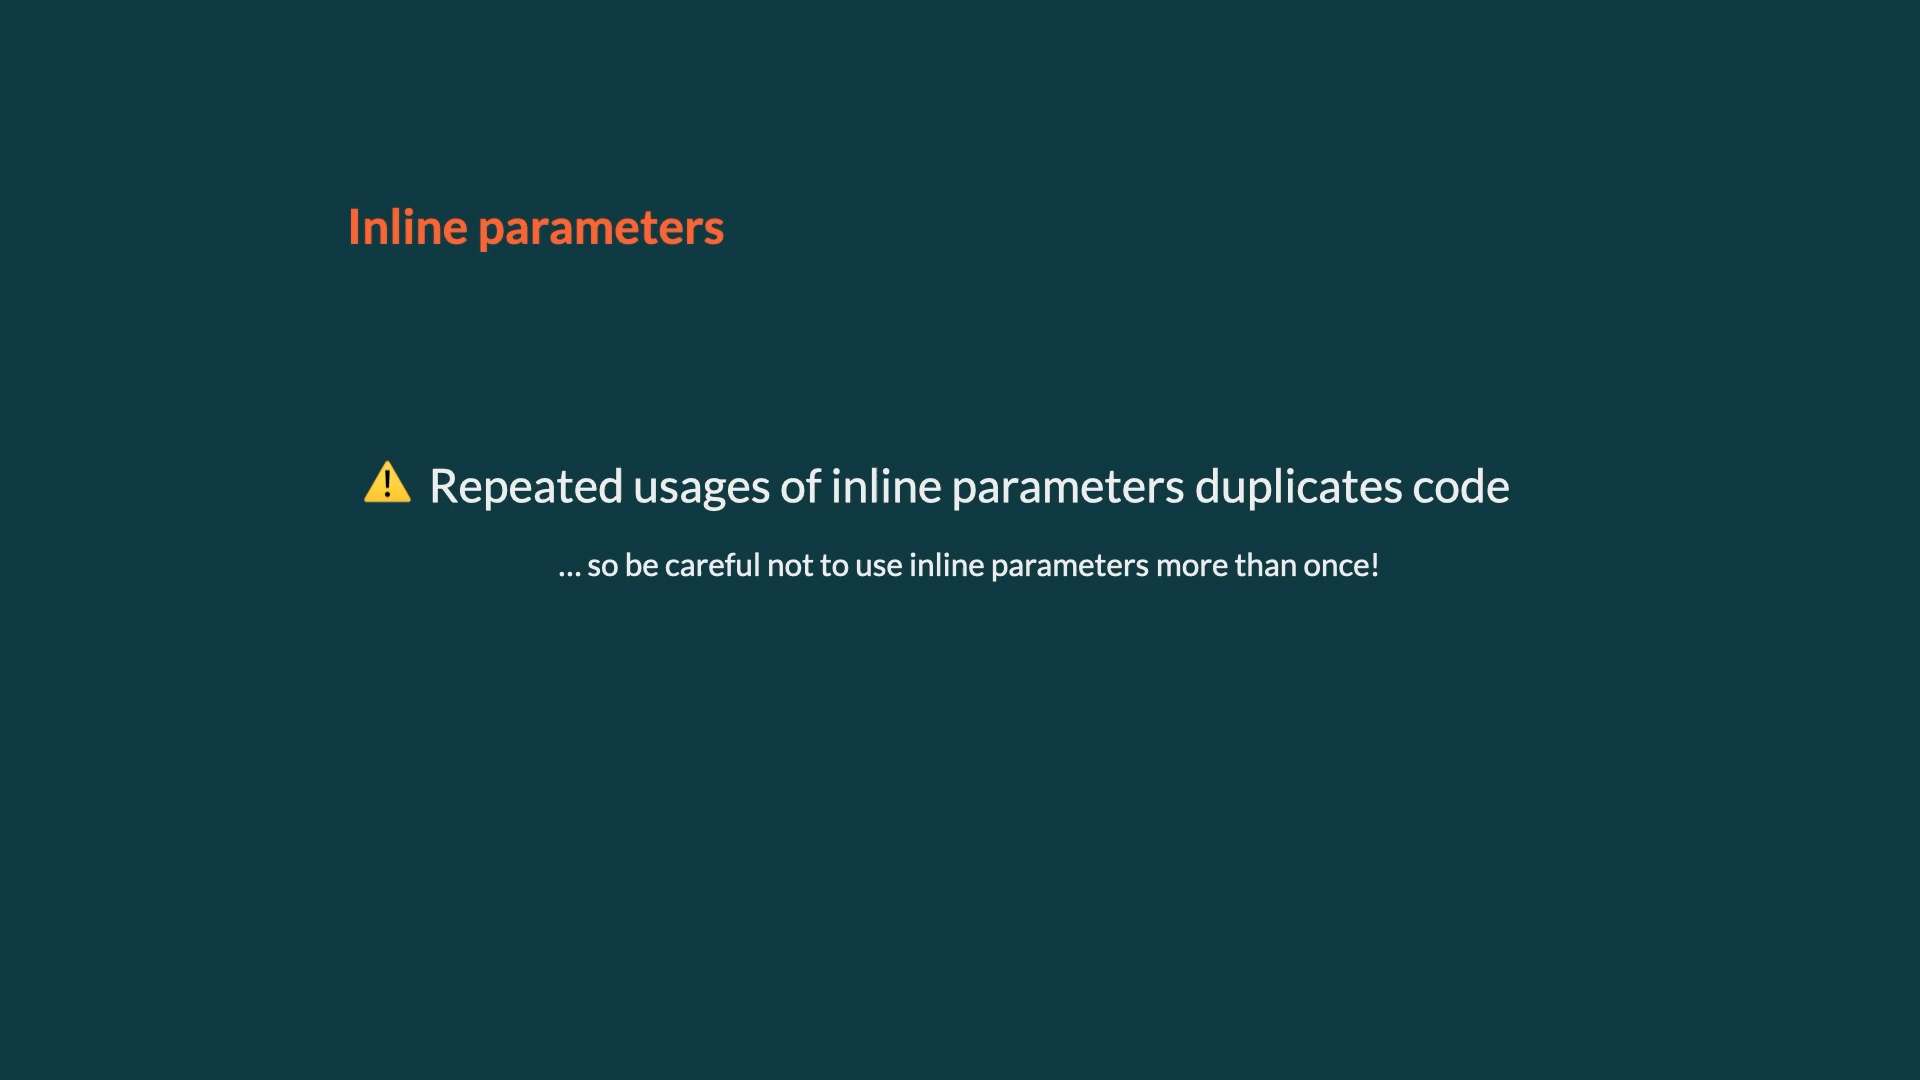 Inline parameters
⚠️ Repeated usages of inline parameters duplicates code
... so be careful not to use inline parameters more than once!